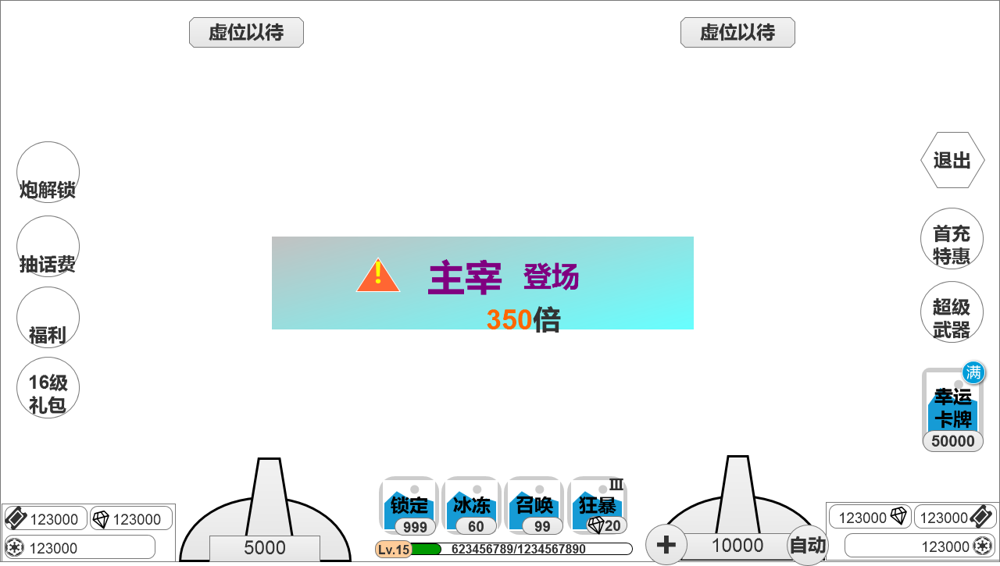 虚位以待
虚位以待
炮解锁
抽话费
福利
16级
礼包
退出
首充
特惠
超级
武器
满
幸运
卡牌
50000
!
主宰 登场
350倍
锁定
999
冰冻
60
召唤
99
III
狂暴
20
Lv.15
623456789/1234567890
123000
123000
123000
5000
+
10000
自动
123000
123000
123000